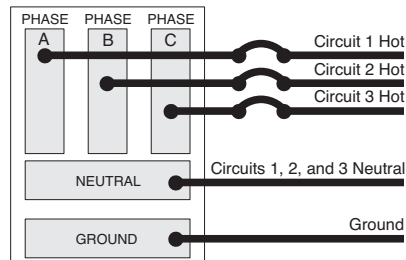 PHASE PHASE PHASE
A B C
Circuit 1 Hot
Circuit 2 Hot
Circuit 3 Hot
NEUTRAL
Circuits 1, 2, and 3 Neutral
GROUND
Ground